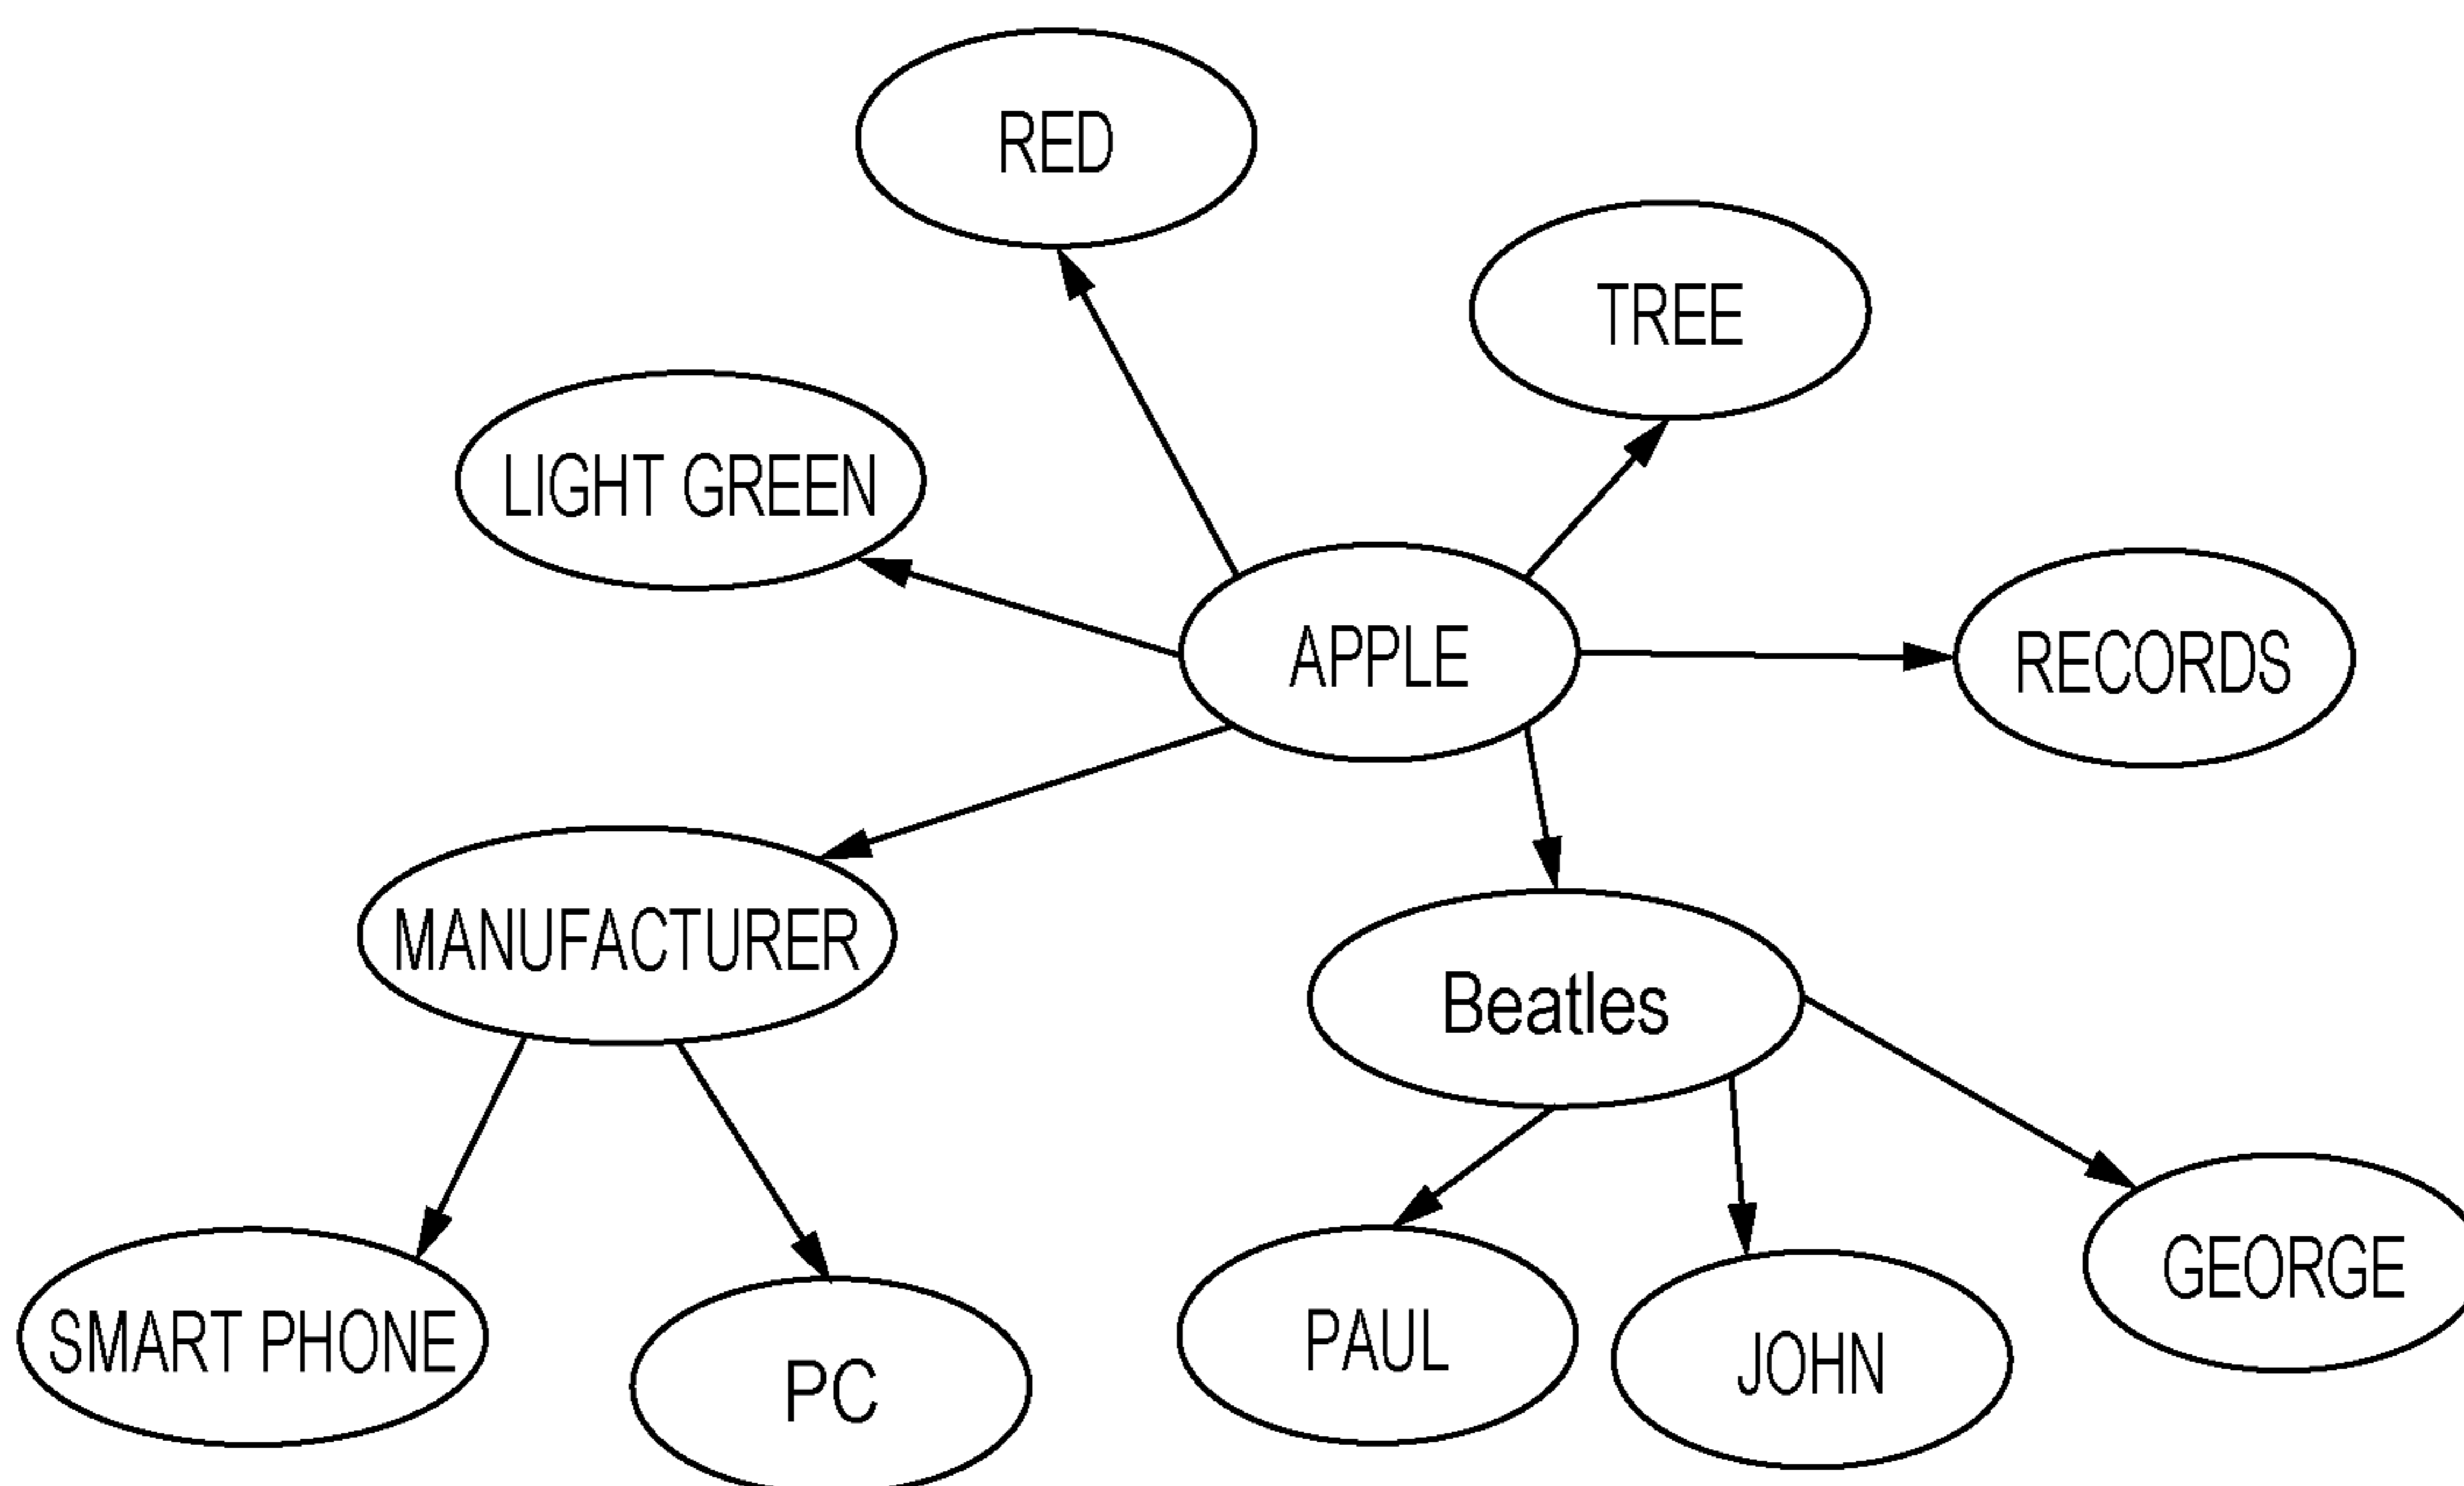 RED
TREE
LIGHT GREEN
APPLE
RECORDS
MANUFACTURER
Beatles
SMART PHONE
PC
PAUL
JOHN
GEORGE